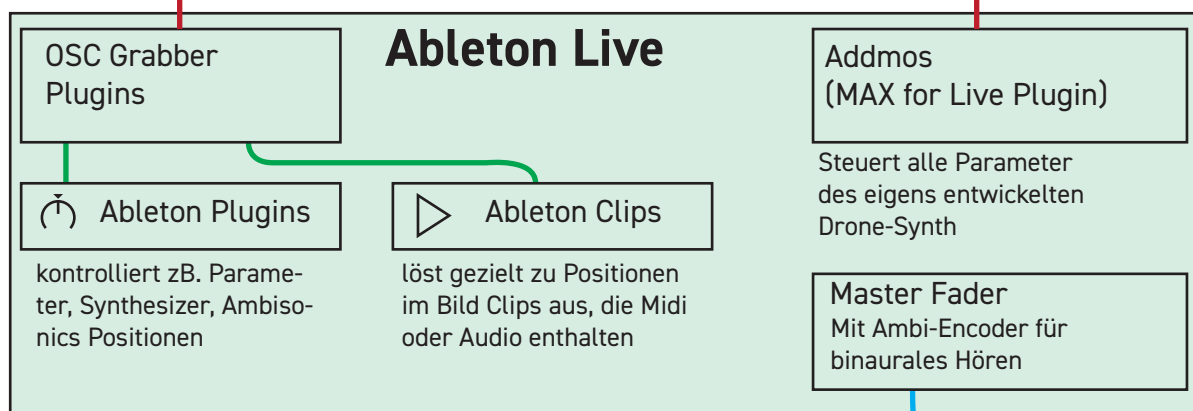 Ableton Live
OSC Grabber
Plugins
Ableton Plugins
kontrolliert zB. Parame-
ter, Synthesizer, Ambiso-
nics Positionen
Ableton Clips
löst gezielt zu Positionen
im Bild Clips aus, die Midi
oder Audio enthalten
Addmos
(MAX for Live Plugin)
Steuert alle Parameter
des eigens entwickelten
Drone-Synth
Master Fader
Mit Ambi-Encoder für
binaurales Hören